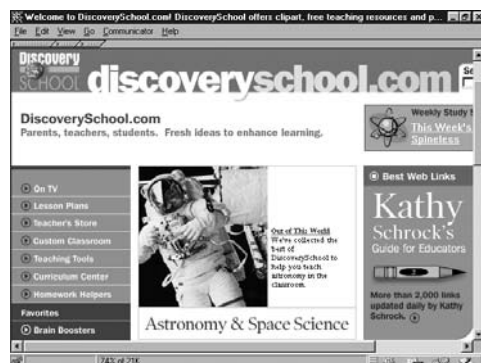 Welcome to DiscoverySchool.com! DiscoverySchool offers clipart, free teaching resources and p...
File Edit View Go Communicator Help
Discovery
SCHOOL
discoveryschool.com
Se
DiscoverySchool.com
Parents, teachers, students. Fresh ideas to enhance learning.
Weekly Study
This Week's
Spineless
On TV
Lesson Plans
Teacher's Store
Custom Classroom
Teaching Tools
Curriculum Center
Homework Helpers
Favorites
Brain Boosters
Out of This World
We've collected the
best of
DiscoverySchool to
help you teach
astronomy in the
classroom.
Astronomy & Space Science
Best Web Links
Kathy
Schrock's
Guide for Educators
More than 2,000 links
updated daily by Kathy
Schrock.
74% of 21K